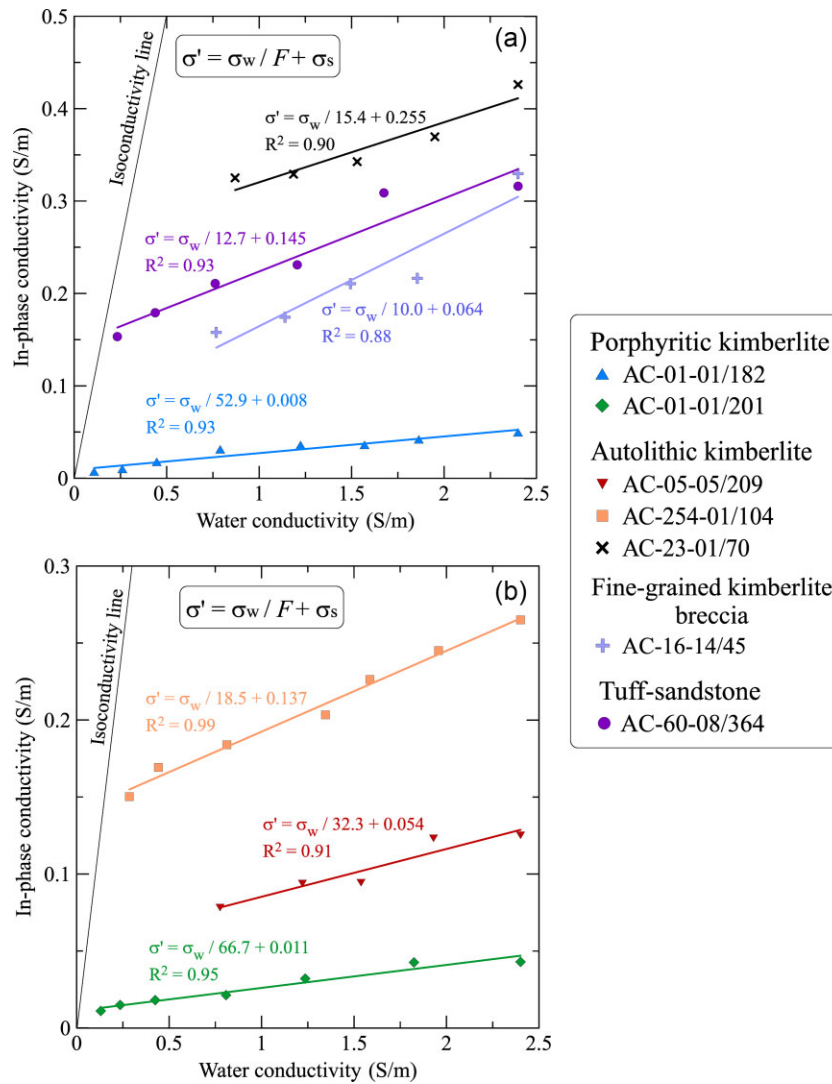 (a)
σ' = σw / F + σs
Isoconductivity line
σ' = σw / 15.4 + 0.255
R² = 0.90
σ' = σw / 12.7 + 0.145
R² = 0.93
σ' = σw / 10.0 + 0.064
R² = 0.88
σ' = σw / 52.9 + 0.008
R² = 0.93
0.5
0.4
0.3
0.2
0.1
0
In-phase conductivity (S/m)
0.5
1
1.5
2
2.5
Water conductivity (S/m)
(b)
σ' = σw / F + σs
Isoconductivity line
σ' = σw / 18.5 + 0.137
R² = 0.99
σ' = σw / 32.3 + 0.054
R² = 0.91
σ' = σw / 66.7 + 0.011
R² = 0.95
0.3
0.2
0.1
0
In-phase conductivity (S/m)
0.5
1
1.5
2
2.5
Water conductivity (S/m)
Porphyritic kimberlite
AC-01-01/182
AC-01-01/201
Autolithic kimberlite
AC-05-05/209
AC-254-01/104
AC-23-01/70
Fine-grained kimberlite
breccia
AC-16-14/45
Tuff-sandstone
AC-60-08/364